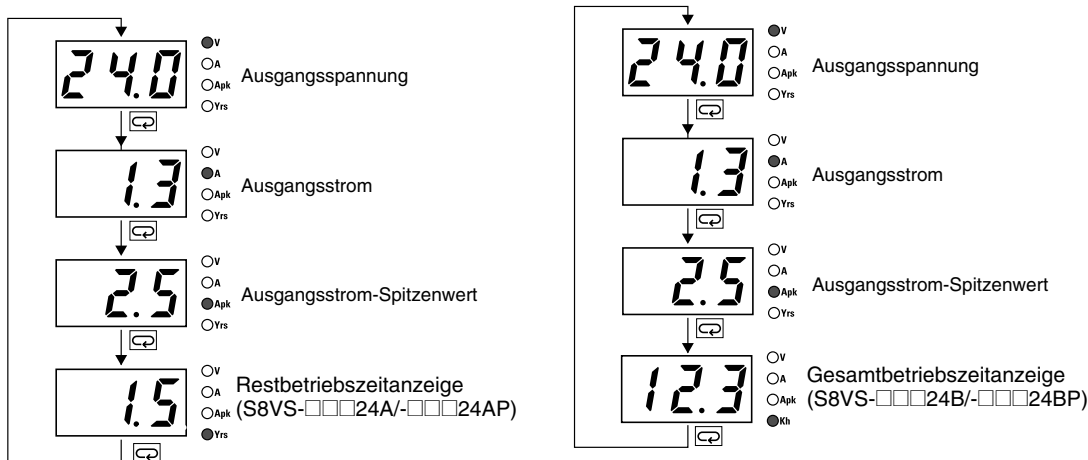 24.0
V
A
Apk
Yrs
Ausgangsspannung
1.3
V
A
Apk
Yrs
Ausgangsstrom
2.5
V
A
Apk
Yrs
Ausgangsstrom-Spitzenwert
1.5
V
A
Apk
Yrs
Restbetriebszeitanzeige
(S8VS-□□□24A/-□□□24AP)
24.0
V
A
Apk
Yrs
Ausgangsspannung
1.3
V
A
Apk
Yrs
Ausgangsstrom
2.5
V
A
Apk
Yrs
Ausgangsstrom-Spitzenwert
12.3
V
A
Apk
Kh
Gesamtbetriebszeitanzeige
(S8VS-□□□24B/-□□□24BP)